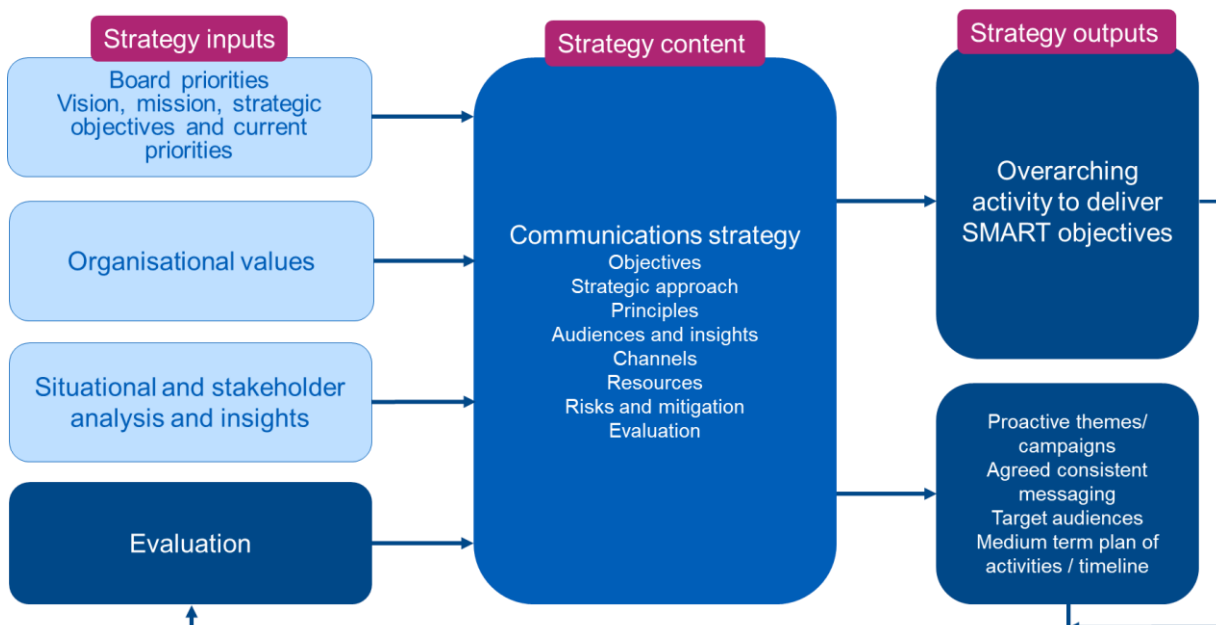 Strategy inputs
Board priorities
Vision, mission, strategic
objectives and current
priorities
Organisational values
Situational and stakeholder
analysis and insights
Evaluation
Strategy content
Communications strategy
Objectives
Strategic approach
Principles
Audiences and insights
Channels
Resources
Risks and mitigation
Evaluation
Strategy outputs
Overarching
activity to deliver
SMART objectives
Proactive themes/
campaigns
Agreed consistent
messaging
Target audiences
Medium term plan of
activities / timeline